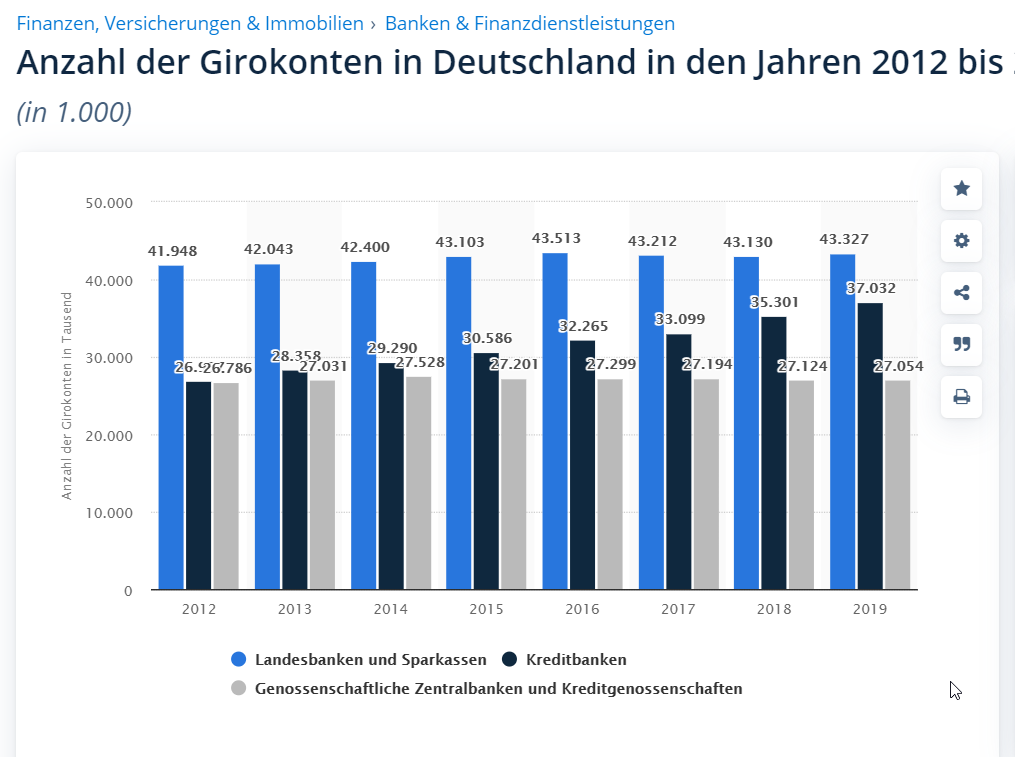 Finanzen, Versicherungen & Immobilien › Banken & Finanzdienstleistungen
Anzahl der Girokonten in Deutschland in den Jahren 2012 bis
(in 1.000)
Anzahl der Girokonten in Tausend
50.000
40.000
30.000
20.000
10.000
0
41.948 26.786
42.043 28.358 27.031
42.400 29.290 27.528
43.103 30.586 27.201
43.513 32.265 27.299
43.212 33.099 27.194
43.130 35.301 27.124
43.327 37.032 27.054
2012 2013 2014 2015 2016 2017 2018 2019
Landesbanken und Sparkassen Kreditbanken
Genossenschaftliche Zentralbanken und Kreditgenossenschaften